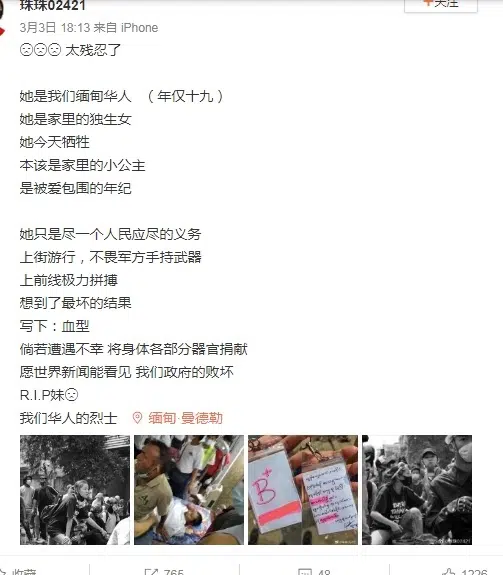 珠珠02421
+关注
3月3日 18:13 来自 iPhone
太残忍了
她是我们缅甸华人 （年仅十九）
她是家里的独生女
她今天牺牲
本该是家里的小公主
是被爱包围的年纪
她只是尽一个人民应尽的义务
上街游行，不畏军方手持武器
上前线极力拼搏
想到了最坏的结果
写下：血型
倘若遭遇不幸 将身体各部分器官捐献
愿世界新闻能看见 我们政府的败坏
R.I.P妹
我们华人的烈士 缅甸·曼德勒
B+
收藏 765 48 1226